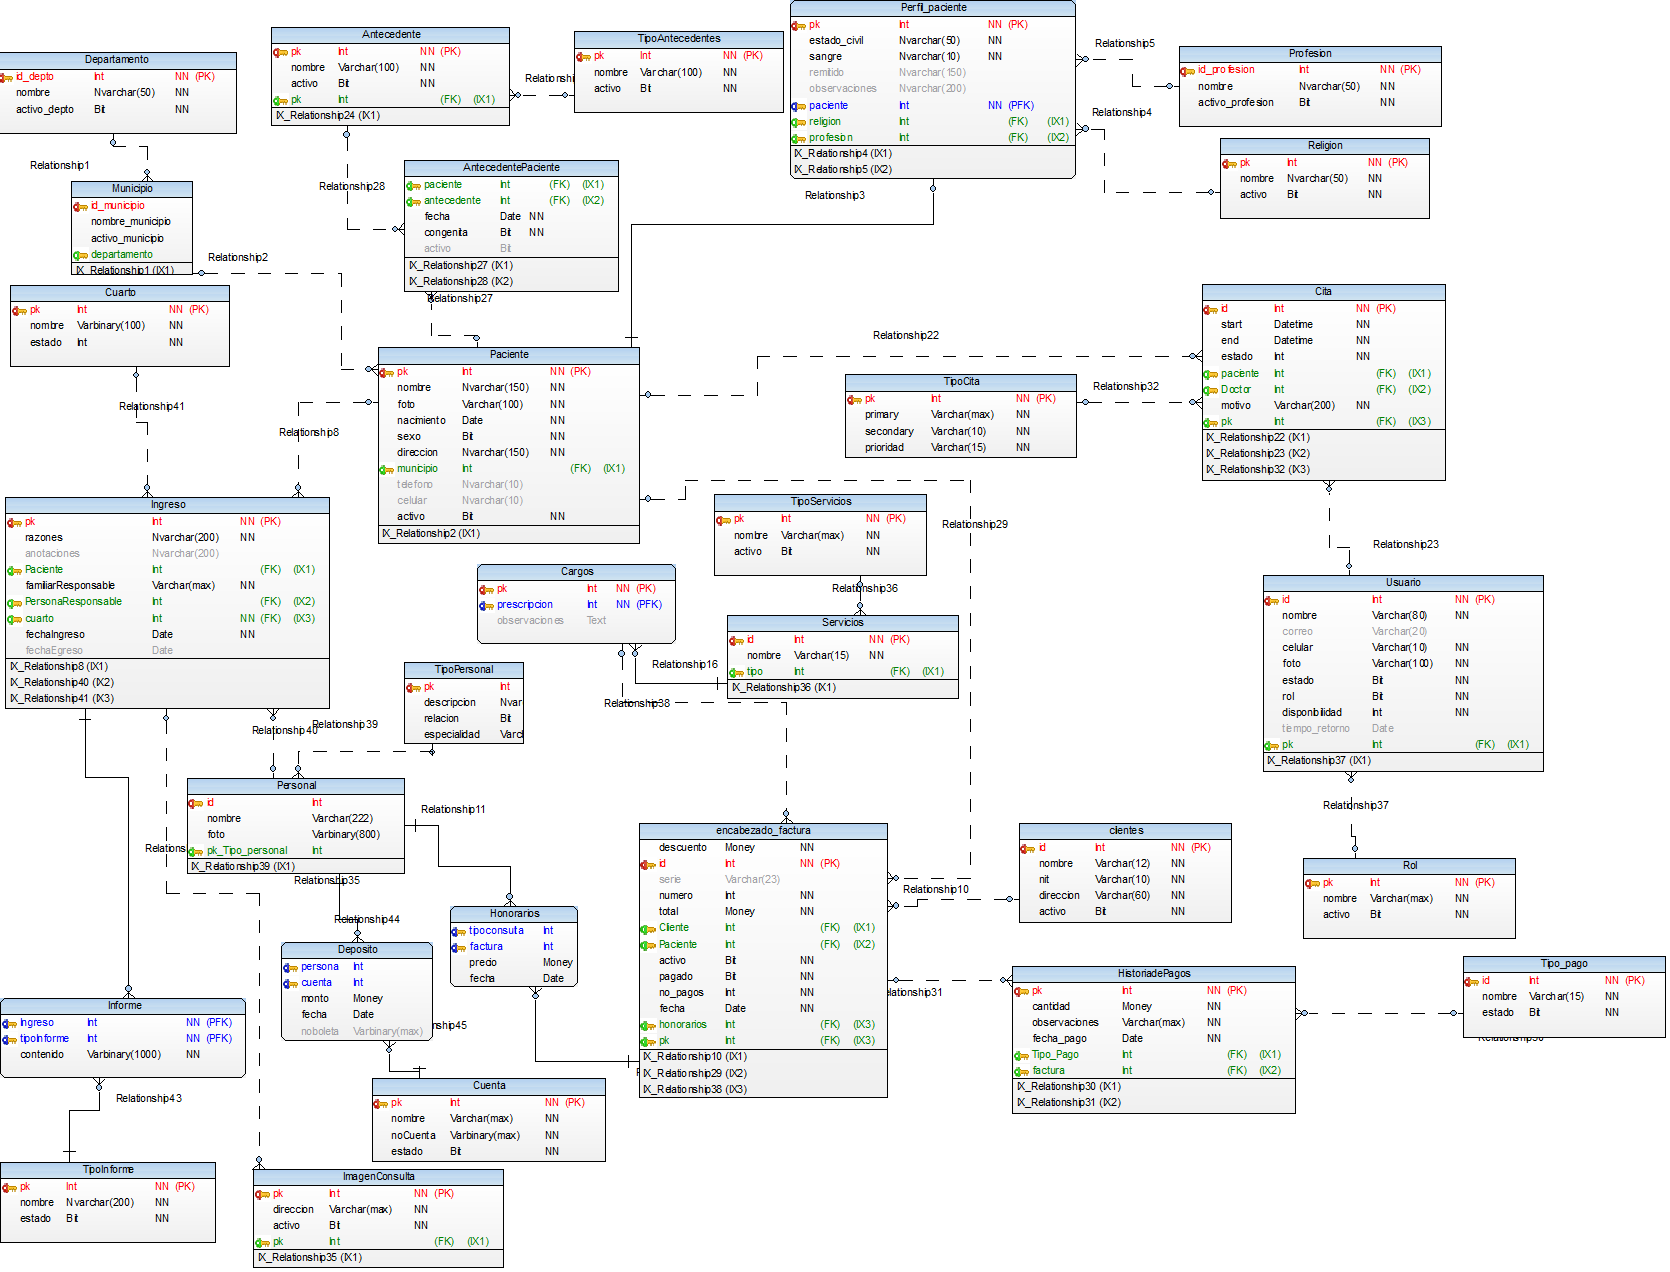 Departamento
id_depto Int NN (PK)
nombre Nvarchar(50) NN
activo_depto Bit NN
Relationship1
Municipio
id_municipio
nombre_municipio
activo_municipio
departamento
IX_Relationship1 (IX1)
Relationship2
Antecedente
pk Int NN (PK)
nombre Varchar(100) NN
activo Bit NN
pk Int (FK) (IX1)
IX_Relationship24 (IX1)
Relationshi
TipoAntecedentes
pk Int NN (PK)
nombre Varchar(100) NN
activo Bit NN
Relationship28
AntecedentePaciente
paciente Int (FK) (IX1)
antecedente Int (FK) (IX2)
fecha Date NN
congenita Bit NN
activo Bit
IX_Relationship27 (IX1)
IX_Relationship28 (IX2)
Relationship27
Perfil_paciente
pk Int NN (PK)
estado_civil Nvarchar(50) NN
sangre Nvarchar(10) NN
remitido Nvarchar(150)
observaciones Nvarchar(200)
paciente Int NN (PFK)
religion Int (FK) (IX1)
profesion Int (FK) (IX2)
IX_Relationship4 (IX1)
IX_Relationship5 (IX2)
Relationship3
Relationship5
Relationship4
Profesion
id_profesion Int NN (PK)
nombre Nvarchar(50) NN
activo_profesion Bit NN
Religion
pk Int NN (PK)
nombre Nvarchar(50) NN
activo Bit NN
Cuarto
pk Int NN (PK)
nombre Varbinary(100) NN
estado Int NN
Relationship41
Paciente
pk Int NN (PK)
nombre Nvarchar(150) NN
foto Varchar(100) NN
nacimiento Date NN
sexo Bit NN
direccion Nvarchar(150) NN
municipio Int (FK) (IX1)
telefono Nvarchar(10)
celular Nvarchar(10)
activo Bit NN
IX_Relationship2 (IX1)
Relationship8
Relationship22
TipoCita
pk Int NN (PK)
primary Varchar(max) NN
secondary Varchar(10) NN
prioridad Varchar(15) NN
Relationship32
Cita
id Int NN (PK)
start Datetime NN
end Datetime NN
estado Int NN
paciente Int (FK) (IX1)
Doctor Int (FK) (IX2)
motivo Varchar(200) NN
pk Int (FK) (IX3)
IX_Relationship22 (IX1)
IX_Relationship23 (IX2)
IX_Relationship32 (IX3)
Relationship23
Ingreso
pk Int NN (PK)
razones Nvarchar(200) NN
anotaciones Nvarchar(200)
Paciente Int (FK) (IX1)
familiarResponsable Varchar(max) NN
PersonaResponsable Int (FK) (IX2)
cuarto Int NN (FK) (IX3)
fechaIngreso Date NN
fechaEgreso Date
IX_Relationship8 (IX1)
IX_Relationship40 (IX2)
IX_Relationship41 (IX3)
Relationship40
Relationship39
TipoServicios
pk Int NN (PK)
nombre Varchar(max) NN
activo Bit NN
Relationship29
Relationship36
Cargos
pk Int NN (PK)
prescripcion Int NN (PFK)
observaciones Text
Servicios
id Int NN (PK)
nombre Varchar(15) NN
tipo Int (FK) (IX1)
IX_Relationship36 (IX1)
Relationship16
Relationship38
TipoPersonal
pk Int
descripcion Nvar
relacion Bit
especialidad Varcl
Usuario
id Int NN (PK)
nombre Varchar(80) NN
correo Varchar(20)
celular Varchar(10) NN
foto Varchar(100) NN
estado Bit NN
rol Bit NN
disponibilidad Int NN
tiempo_retorno Date
pk Int (FK) (IX1)
IX_Relationship37 (IX1)
Relationship37
Personal
id Int
nombre Varchar(222)
foto Varbinary(800)
pk_Tipo_personal Int
IX_Relationship39 (IX1)
Relations
Relationship35
Relationship11
Relationship44
Honorarios
tipoconsuta Int
factura Int
precio Money
fecha Date
encabezado_factura
descuento Money NN
id Int NN (PK)
serie Varchar(23)
numero Int NN
total Money NN
Cliente Int (FK) (IX1)
Paciente Int (FK) (IX2)
activo Bit NN
pagado Bit NN
no_pagos Int NN
fecha Date NN
honorarios Int (FK) (IX3)
pk Int (FK) (IX3)
IX_Relationship10 (IX1)
IX_Relationship29 (IX2)
IX_Relationship38 (IX3)
Relationship10
clientes
id Int NN (PK)
nombre Varchar(12) NN
nit Varchar(10) NN
direccion Varchar(60) NN
activo Bit NN
Rol
pk Int NN (PK)
nombre Varchar(max) NN
activo Bit NN
Deposito
persona Int
cuenta Int
monto Money
fecha Date
noboleta Varbinary(max)
nship45
elationship31
HistoriadePagos
pk Int NN (PK)
cantidad Money NN
observaciones Varchar(max) NN
fecha_pago Date NN
Tipo_Pago Int (FK) (IX1)
factura Int (FK) (IX2)
IX_Relationship30 (IX1)
IX_Relationship31 (IX2)
Tipo_pago
id Int NN (PK)
nombre Varchar(15) NN
estado Bit NN
Informe
Ingreso Int NN (PFK)
tipoInforme Int NN (PFK)
contenido Varbinary(1000) NN
Relationship43
Cuenta
pk Int NN (PK)
nombre Varchar(max) NN
noCuenta Varbinary(max) NN
estado Bit NN
TipoInforme
pk Int NN (PK)
nombre Nvarchar(200) NN
estado Bit NN
ImagenConsulta
pk Int NN (PK)
direccion Varchar(max) NN
activo Bit NN
pk Int (FK) (IX1)
IX_Relationship35 (IX1)